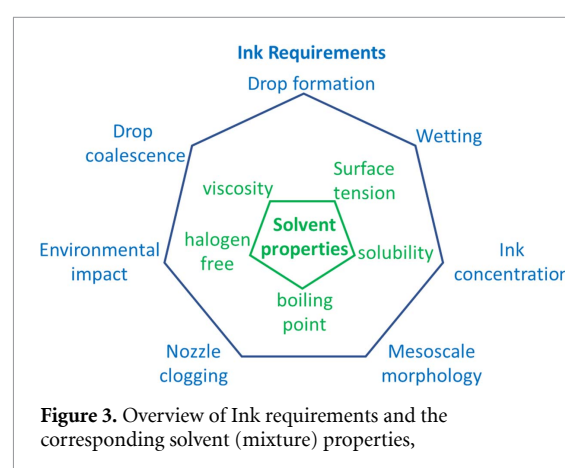 Ink Requirements
Drop formation
Drop
coalescence
Wetting
Surface
tension
viscosity
Solvent
properties
halogen
free
solubility
boiling
point
Environmental
impact
Ink
concentration
Nozzle
clogging
Mesoscale
morphology
Figure 3. Overview of Ink requirements and the
corresponding solvent (mixture) properties,